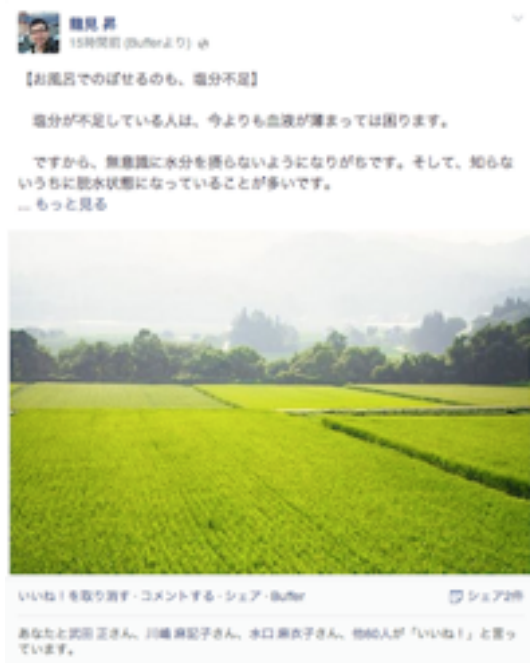 龍見 昇
15時間前 (Bufferより)
【お風呂でのぼせるのも、塩分不足】
塩分が不足している人は、今よりも血液が薄まっては困ります。
ですから、無意識に水分を摂らないようになりがちです。そして、知らな
いうちに脱水状態になっていることが多いです。
... もっと見る
いいね！を取り消す · コメントする · シェア · Buffer
シェア2件
あなたと武田 正さん、川嶋 麻記子さん、水口 麻衣子さん、他60人が「いいね！」と言っ
ています。